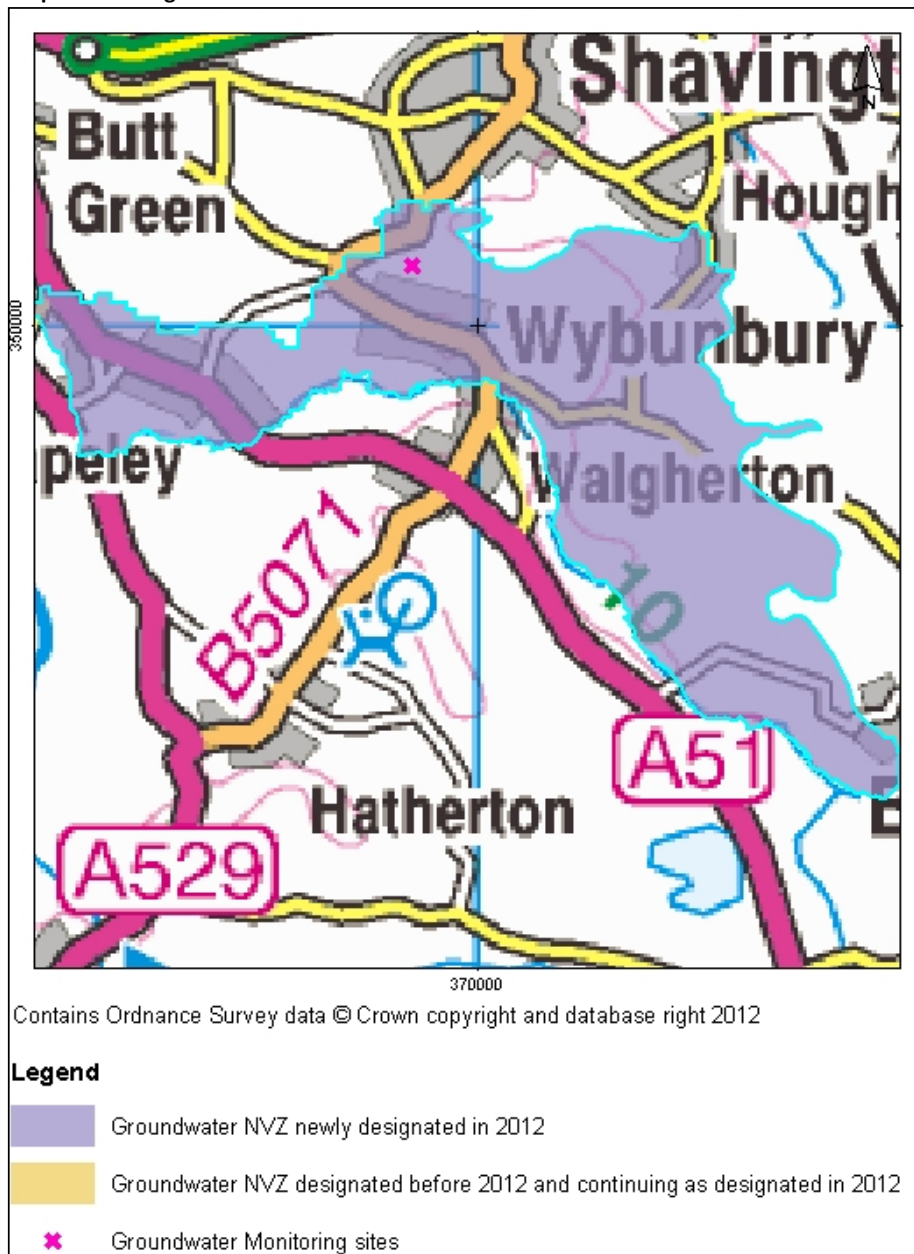 Shavingt
N
Butt
Green
Hough
350000
Wybunbury
peley
Walgherton
10
B5071
A51
Hatherton
A529
370000
Contains Ordnance Survey data © Crown copyright and database right 2012
Legend
Groundwater NVZ newly designated in 2012
Groundwater NVZ designated before 2012 and continuing as designated in 2012
Groundwater Monitoring sites